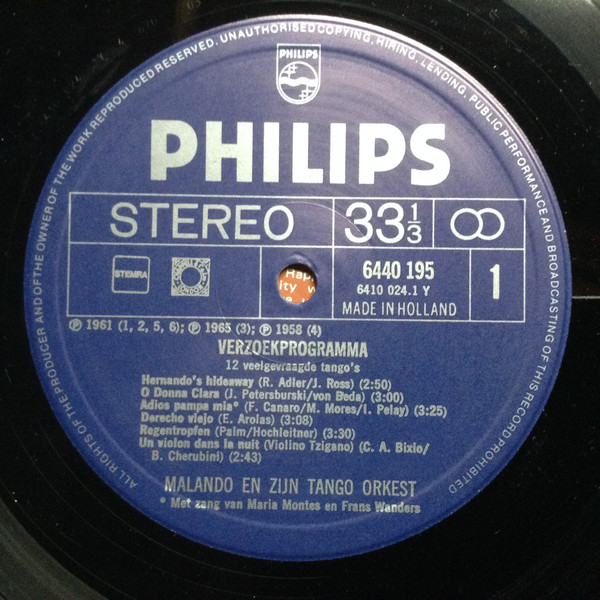 ALL RIGHTS OF THE PRODUCER AND OF THE OWNER OF THE WORK REPRODUCED RESERVED. UNAUTHORISED COPYING, HIRING, LENDING, PUBLIC PERFORMANCE AND BROADCASTING OF THIS RECORD PROHIBITED
PHILIPS
PHILIPS
STEREO 33 1/3
STEMRA
6440 195 1
6410 024.1 Y
MADE IN HOLLAND
℗ 1961 (1, 2, 5, 6); ℗ 1965 (3); ℗ 1958 (4)
VERZOEKPROGRAMMA
12 veelgevraagde tango's
Hernando's hideaway (R. Adler/J. Ross) (2:50)
O Donna Clara (J. Petersburski/von Beda) (3:00)
Adios pampa mia* (F. Canaro/M. Mores/I. Pelay) (3:25)
Derecho viejo (E. Arolas) (3:08)
Regentropfen (Palm/Hochleitner) (3:30)
Un violon dans la nuit (Violino Tzigano) (C. A. Bixio/
B. Cherubini) (2:43)
MALANDO EN ZIJN TANGO ORKEST
* Met zang van Maria Montes en Frans Wanders